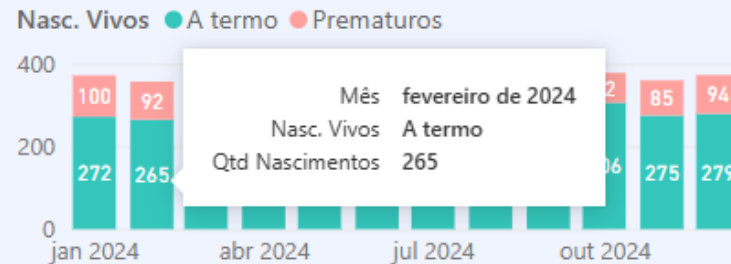 Nasc. Vivos A termo Prematuros
400
100 92 85 94
Mês fevereiro de 2024
Nasc. Vivos A termo
Qtd Nascimentos 265
200
272 265 275 279
0
jan 2024 abr 2024 jul 2024 out 2024